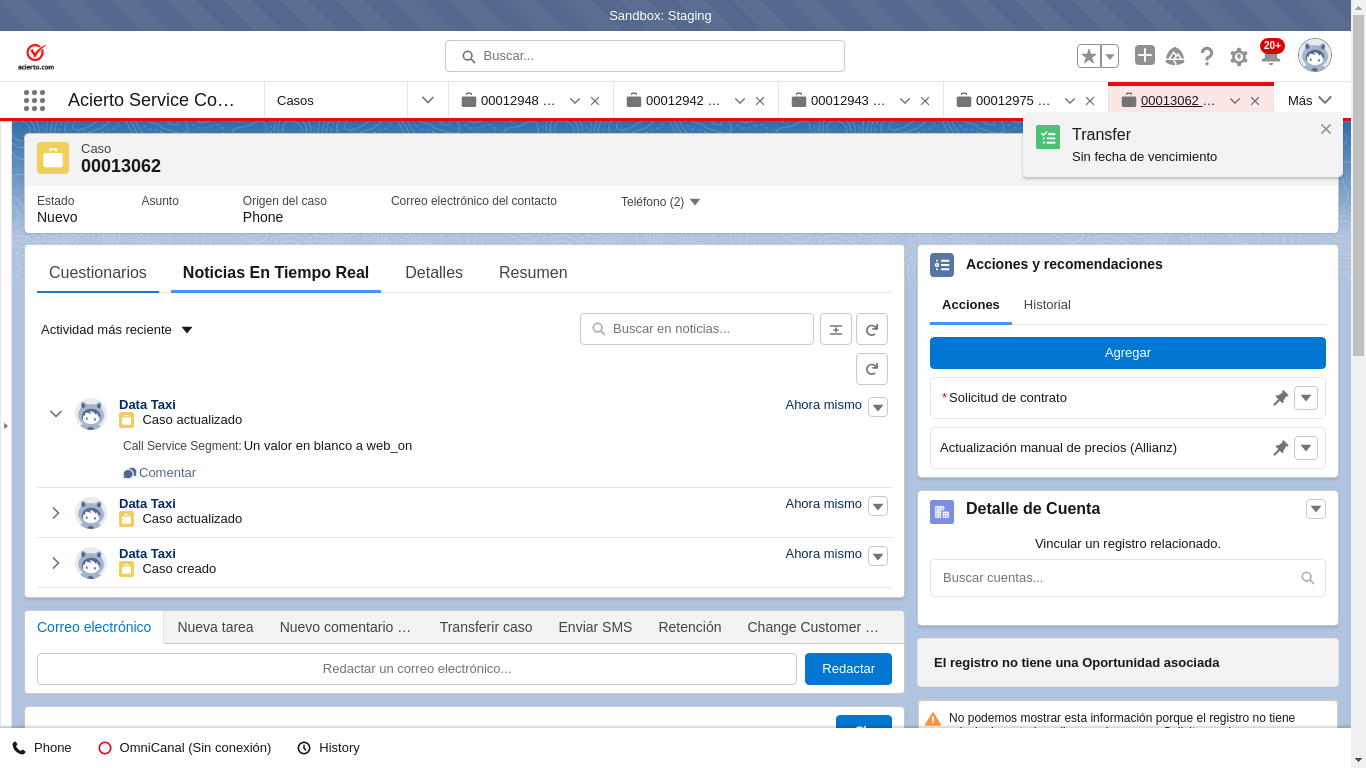 Sandbox: Staging
acierto.com
Buscar...
20+
Acierto Service Co…
Casos
00012948 …
00012942 …
00012943 …
00012975 …
00013062 …
Más
Transfer
Sin fecha de vencimiento
Caso
00013062
Estado
Nuevo
Asunto
Origen del caso
Phone
Correo electrónico del contacto
Teléfono (2)
Cuestionarios
Noticias En Tiempo Real
Detalles
Resumen
Actividad más reciente
Buscar en noticias...
Data Taxi
Caso actualizado
Ahora mismo
Call Service Segment: Un valor en blanco a web_on
Comentar
Data Taxi
Caso actualizado
Ahora mismo
Data Taxi
Caso creado
Ahora mismo
Correo electrónico
Nueva tarea
Nuevo comentario …
Transferir caso
Enviar SMS
Retención
Change Customer …
Redactar un correo electrónico...
Redactar
Acciones y recomendaciones
Acciones
Historial
Agregar
*Solicitud de contrato
Actualización manual de precios (Allianz)
Detalle de Cuenta
Vincular un registro relacionado.
Buscar cuentas...
El registro no tiene una Oportunidad asociada
No podemos mostrar esta información porque el registro no tiene
Phone
OmniCanal (Sin conexión)
History